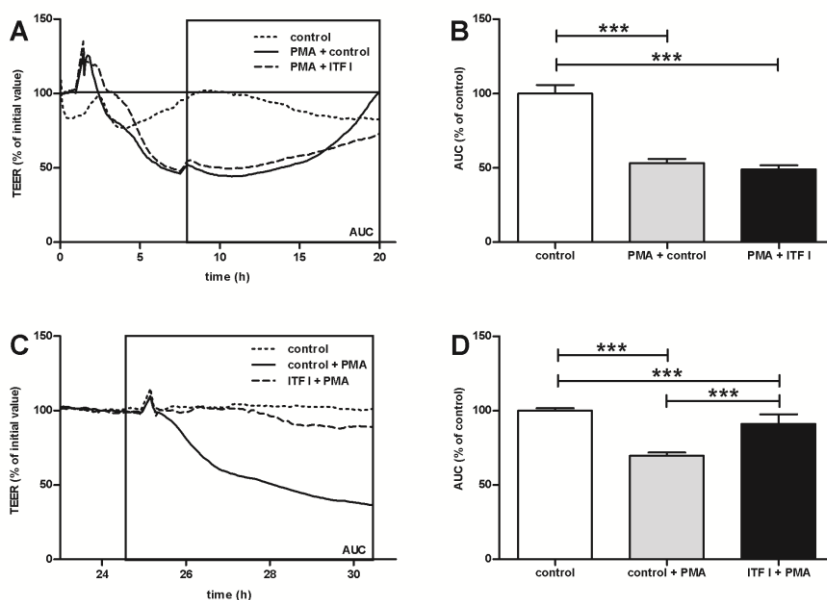 A
TEER (% of initial value)
150
100
50
0
0
5
10
15
20
time (h)
control
PMA + control
PMA + ITF I
AUC
B
AUC (% of control)
150
100
50
0
***
***
control
PMA + control
PMA + ITF I
C
TEER (% of initial value)
150
100
50
0
24
26
28
30
time (h)
control
control + PMA
ITF I + PMA
AUC
D
AUC (% of control)
150
100
50
0
***
***
***
control
control + PMA
ITF I + PMA